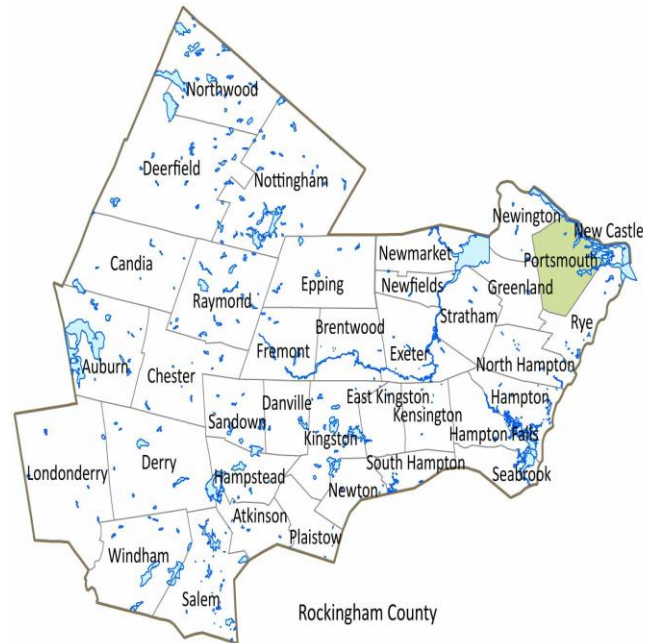 Northwood
Deerfield
Nottingham
Newington
New Castle
Newmarket
Portsmouth
Candia
Epping
Newfields
Greenland
Raymond
Stratham
Rye
Brentwood
Fremont
Exeter
Auburn
North Hampton
Chester
East Kingston
Hampton
Danville
Kensington
Sandown
Kingston
Hampton Falls
Derry
South Hampton
Londonderry
Hampstead
Seabrook
Newton
Atkinson
Plaistow
Windham
Salem
Rockingham County